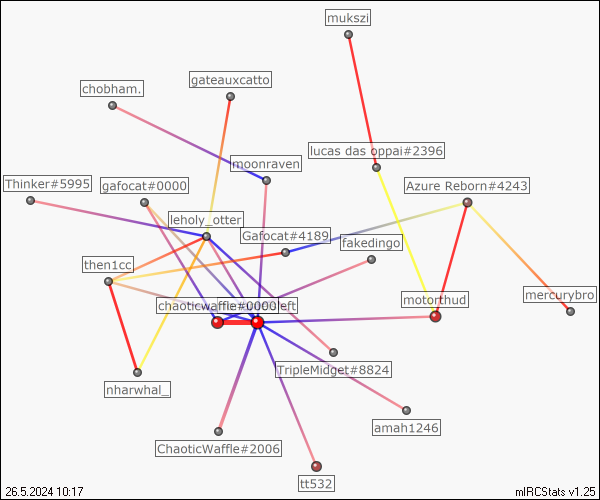 mukszi
gateauxcatto
chobham.
lucas das oppai#2396
moonraven
Thinker#5995
gafocat#0000
Azure Reborn#4243
leholy_otter
Gafocat#4189
fakedingo
then1cc
mercurybro
motorthud
chaoticwaffle#0000
left
TripleMidget#8824
nharwhal_
amah1246
ChaoticWaffle#2006
tt532
26.5.2024 10:17
mIRCStats v1.25